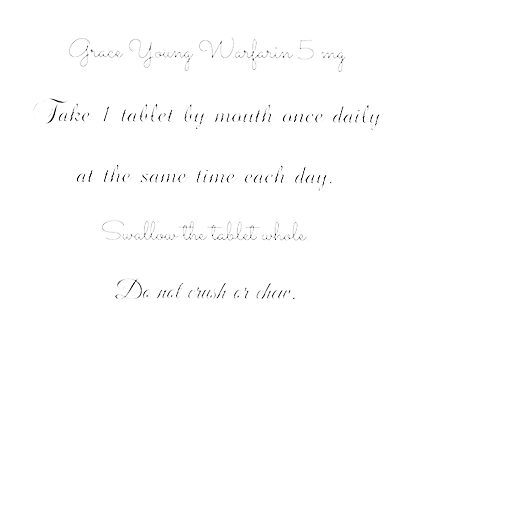 Grace Young Warfarin 5 mg
Take 1 tablet by mouth once daily
at the same time each day.
Swallow the tablet whole.
Do not crush or chew.